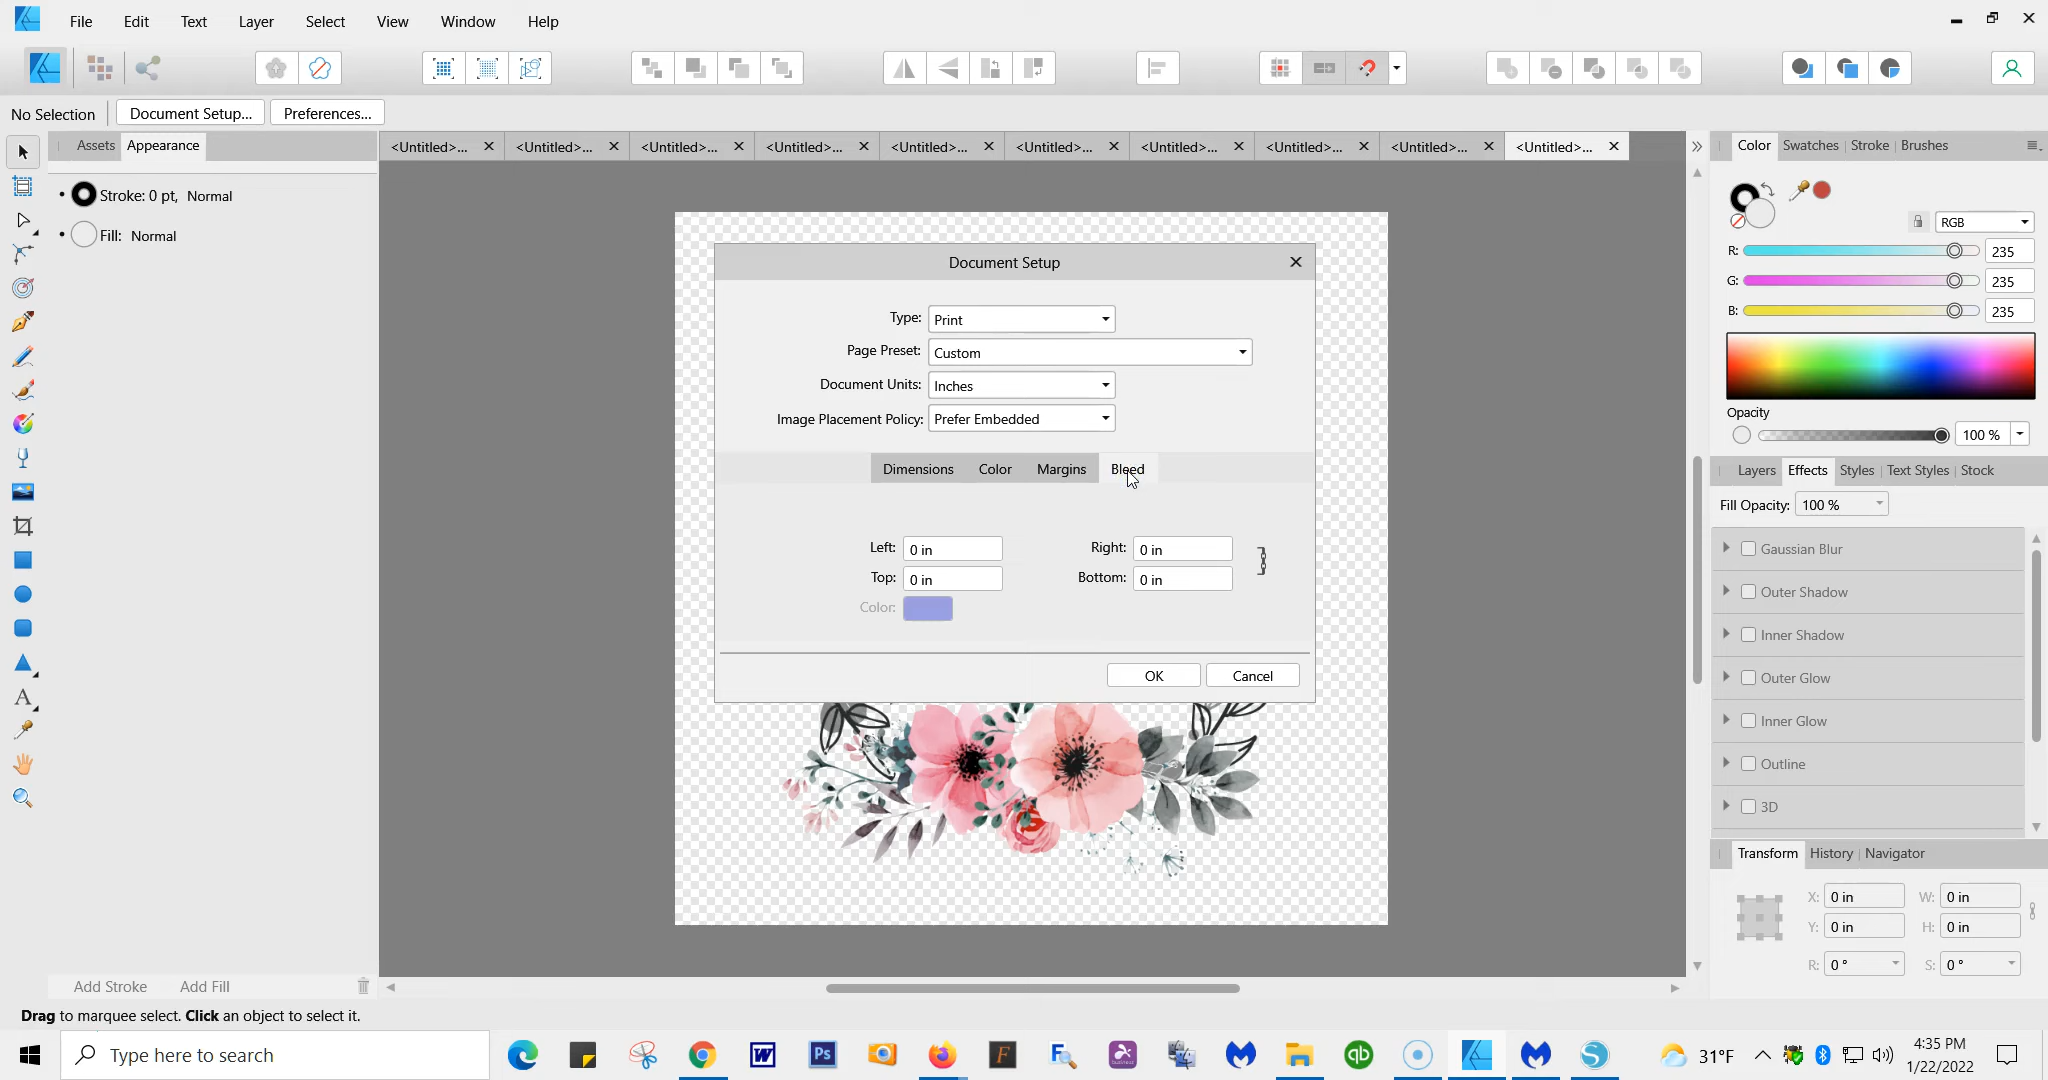 File Edit Text Layer Select View Window Help
No Selection Document Setup... Preferences...
Assets Appearance
<Untitled>... <Untitled>... <Untitled>... <Untitled>... <Untitled>... <Untitled>... <Untitled>... <Untitled>... <Untitled>... <Untitled>...
Color Swatches Stroke Brushes
Stroke: 0 pt, Normal
Fill: Normal
RGB
R: 235
G: 235
B: 235
Opacity
100 %
Document Setup
Type: Print
Page Preset: Custom
Document Units: Inches
Image Placement Policy: Prefer Embedded
Dimensions Color Margins Bleed
Left: 0 in Right: 0 in
Top: 0 in Bottom: 0 in
Color:
OK Cancel
Layers Effects Styles Text Styles Stock
Fill Opacity: 100 %
Gaussian Blur
Outer Shadow
Inner Shadow
Outer Glow
Inner Glow
Outline
3D
Transform History Navigator
X: 0 in W: 0 in
Y: 0 in H: 0 in
R: 0 ° S: 0 °
Add Stroke Add Fill
Drag to marquee select. Click an object to select it.
Type here to search
W
Ps
F
qb
S
31°F
4:35 PM
1/22/2022